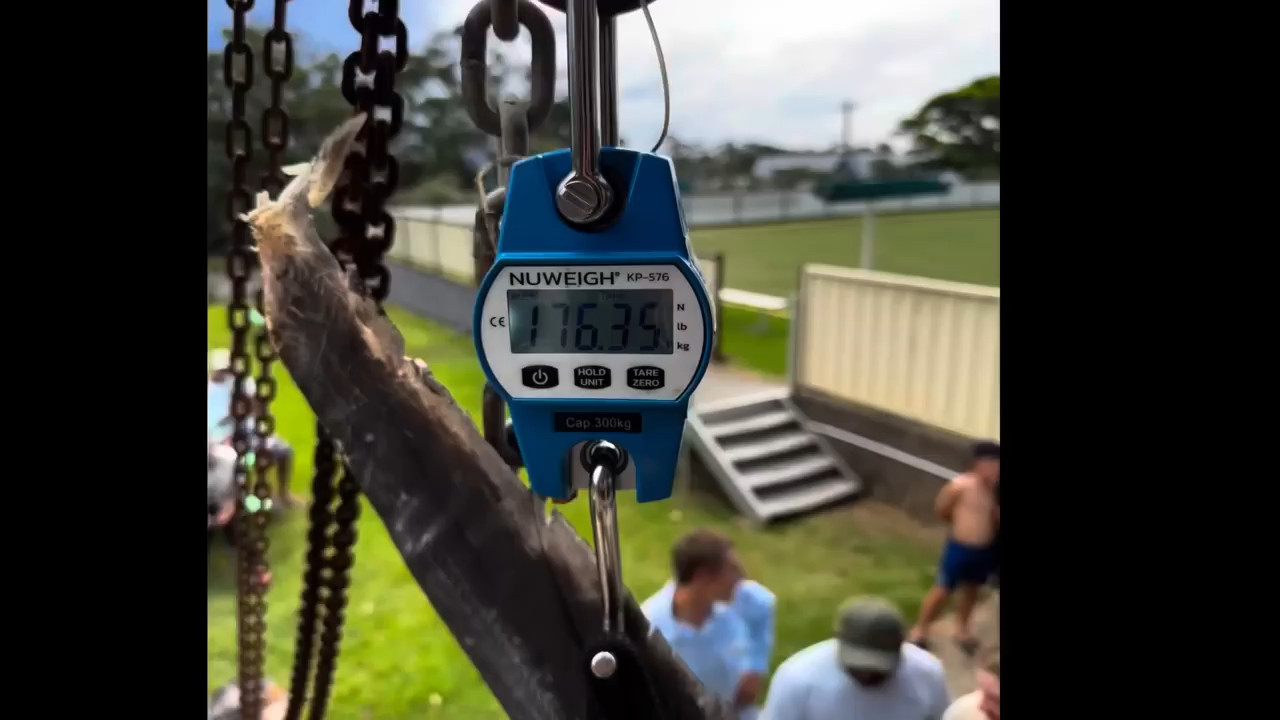 NUWEIGH® KP-576
176.35
N
lb
kg
CE
HOLD
UNIT
TARE
ZERO
Cap.300kg